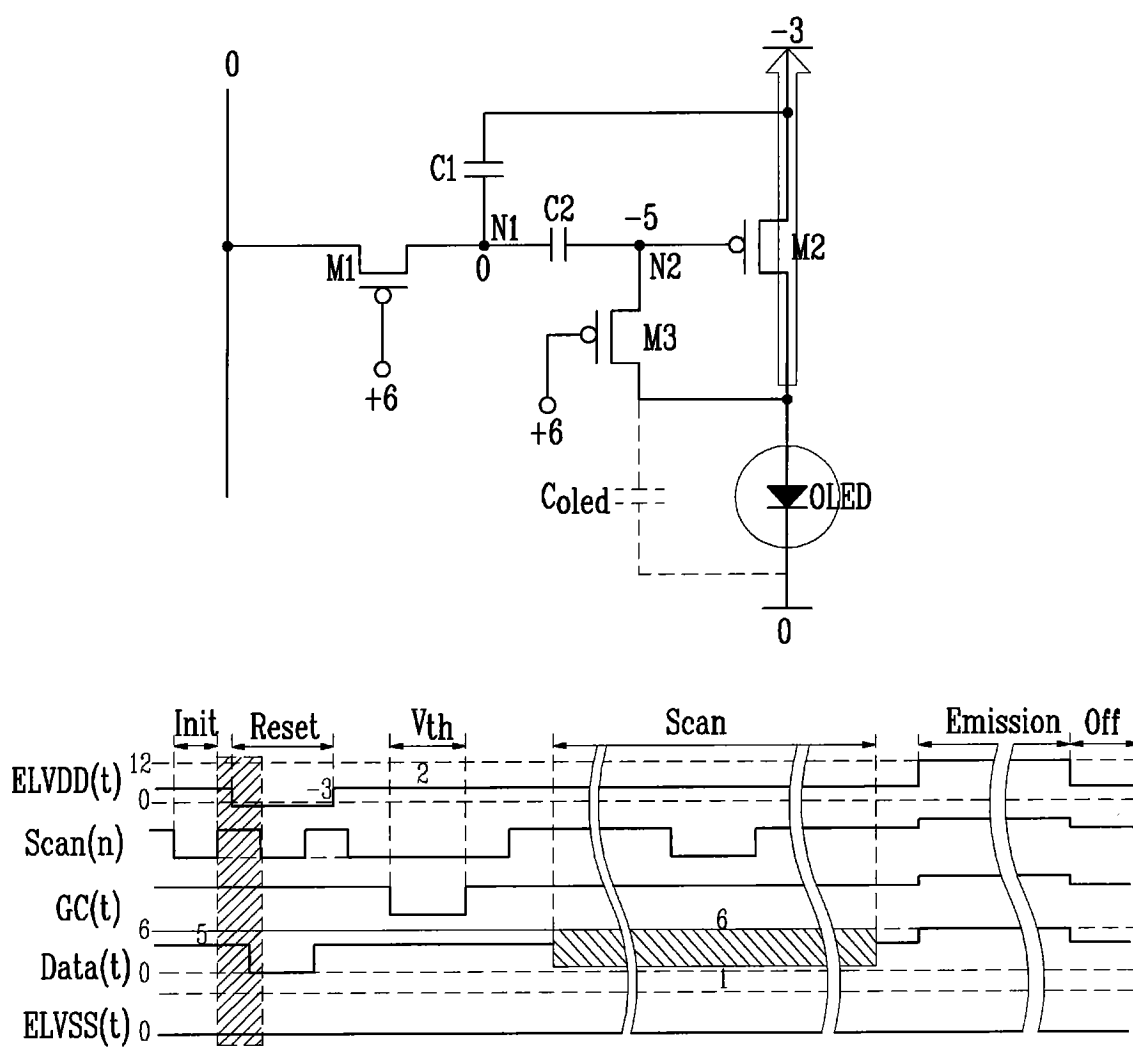 -3
0
C1
C2
-5
N1
M1
0
N2
M2
M3
+6
+6
Coled
OLED
0
Init
Reset
Vth
Scan
Emission
Off
ELVDD(t)
12
0
-3
2
Scan(n)
GC(t)
6
5
6
Data(t)
0
1
ELVSS(t)
0